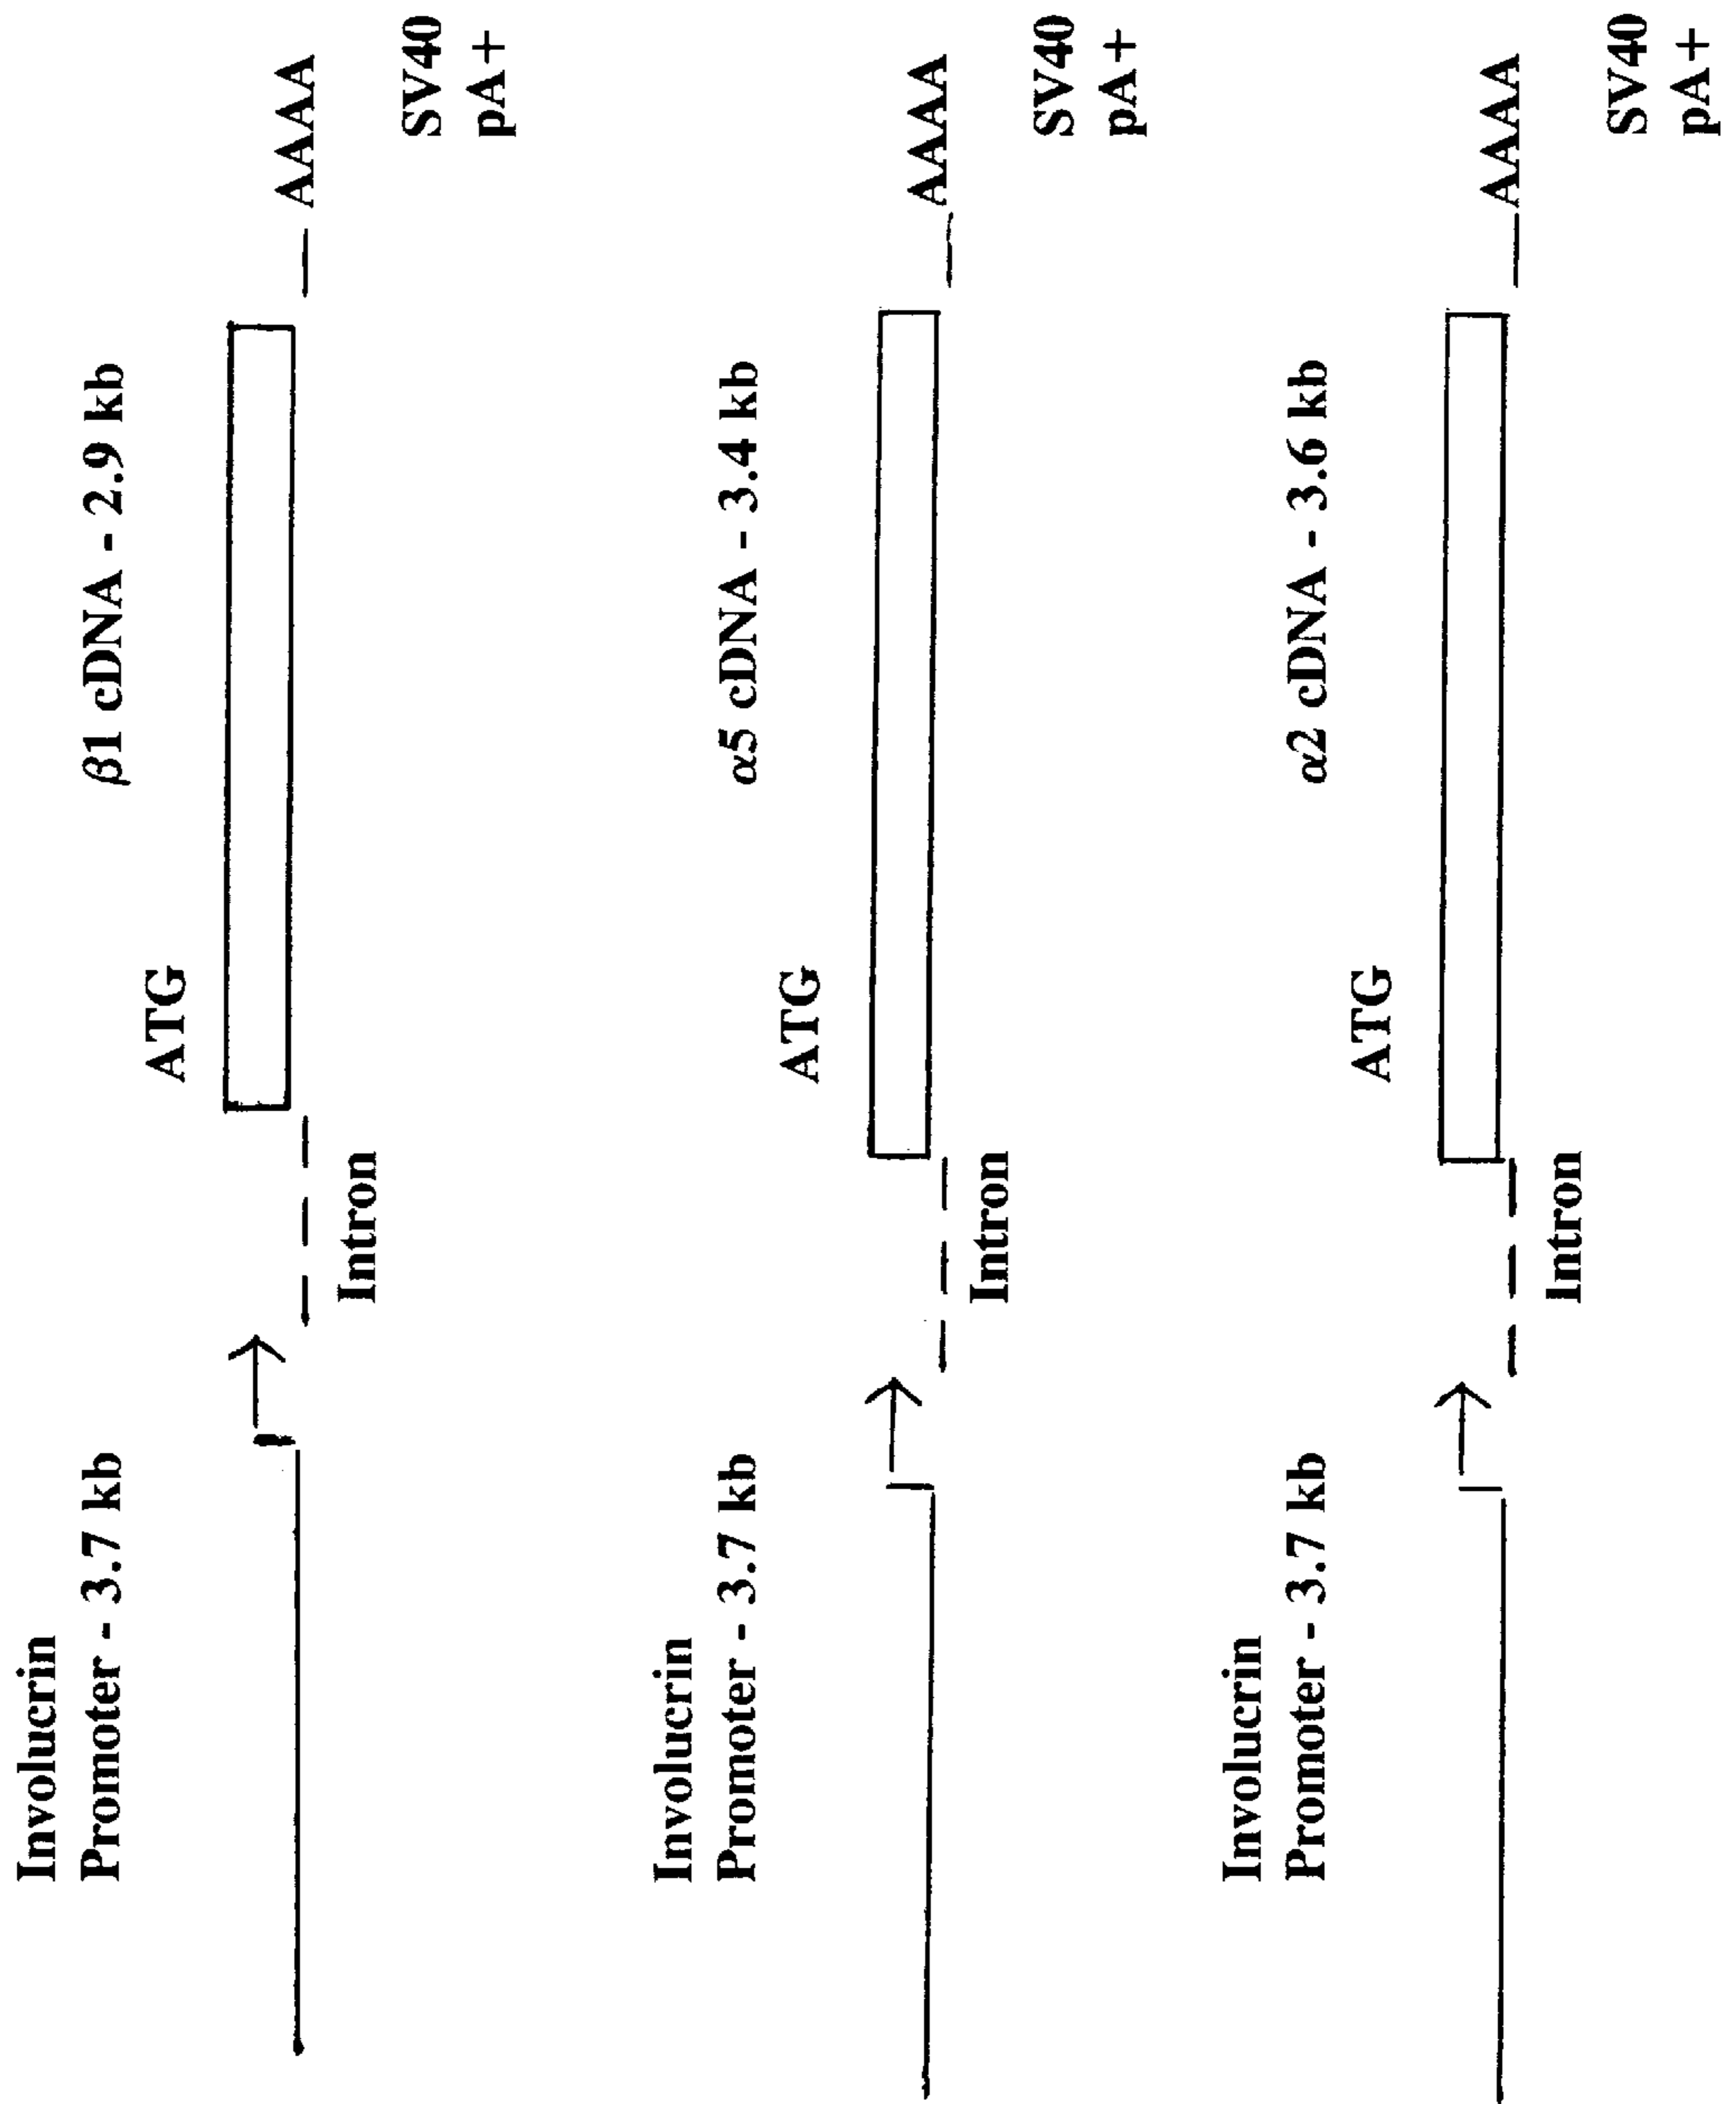 Involucrin
Promoter - 3.7 kb
β1 cDNA - 2.9 kb
ATG
Intron
AAAA
SV40
pA+
Involucrin
Promoter - 3.7 kb
α5 cDNA - 3.4 kb
ATG
Intron
AAAA
SV40
pA+
Involucrin
Promoter - 3.7 kb
α2 cDNA - 3.6 kb
ATG
Intron
AAAA
SV40
pA+